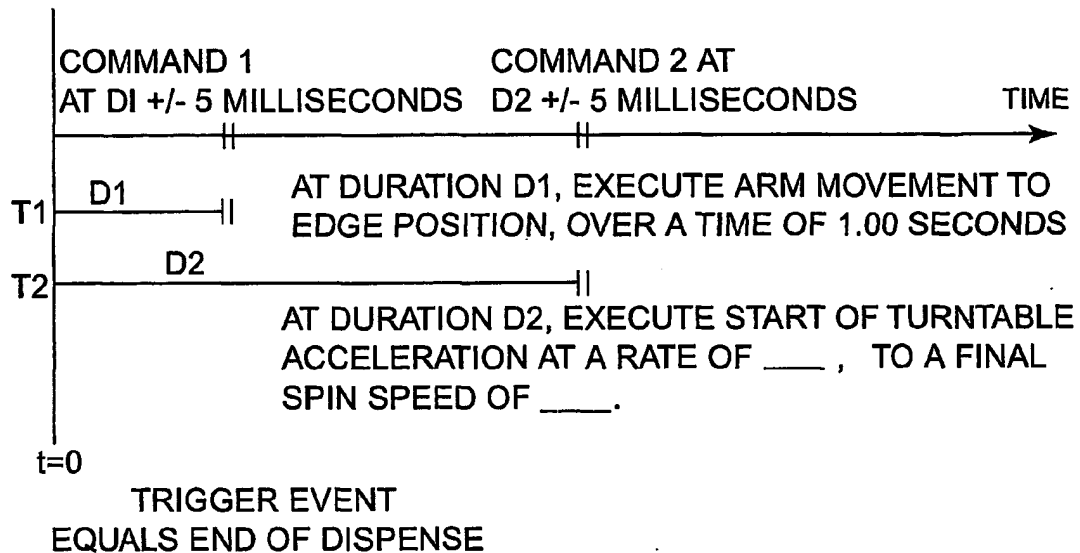 COMMAND 1
AT DI +/- 5 MILLISECONDS
COMMAND 2 AT
D2 +/- 5 MILLISECONDS
TIME
T1
D1
AT DURATION D1, EXECUTE ARM MOVEMENT TO
EDGE POSITION, OVER A TIME OF 1.00 SECONDS
T2
D2
AT DURATION D2, EXECUTE START OF TURNTABLE
ACCELERATION AT A RATE OF ____ , TO A FINAL
SPIN SPEED OF ____.
t=0
TRIGGER EVENT
EQUALS END OF DISPENSE